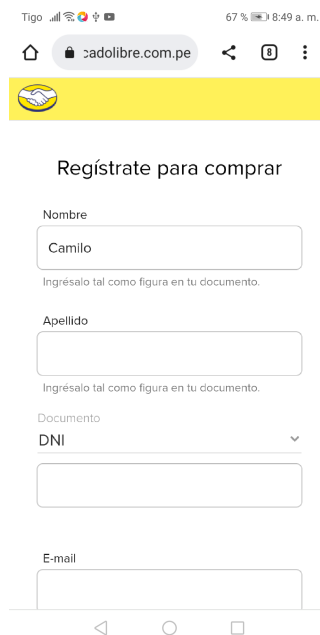 Tigo 67 % 8:49 a. m.
cadolibre.com.pe 8
Regístrate para comprar
Nombre
Camilo
Ingrésalo tal como figura en tu documento.
Apellido
Ingrésalo tal como figura en tu documento.
Documento
DNI
E-mail